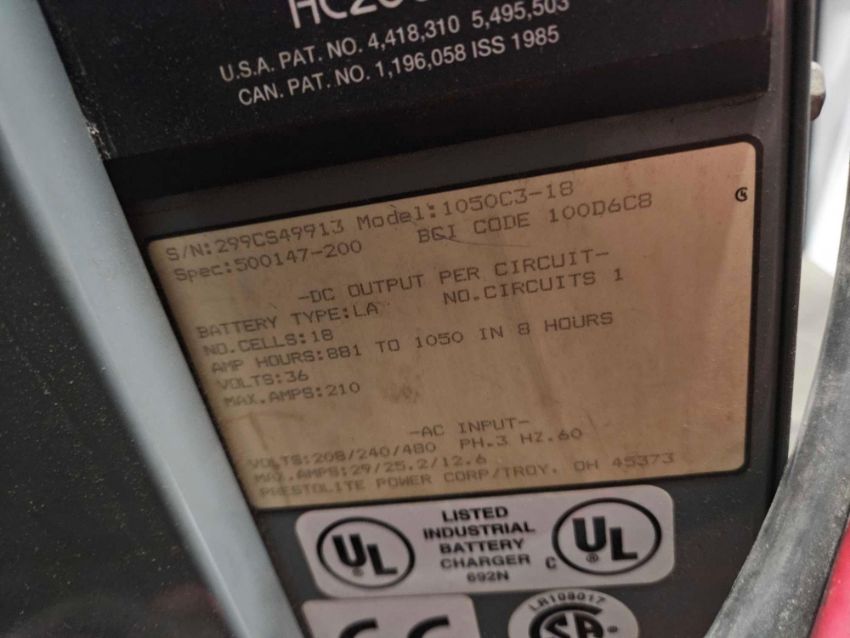 U.S.A. PAT. NO. 4,418,310 5,495,503
CAN. PAT. NO. 1,196,058 ISS 1985
S/N:299CS49913 Model:1050C3-18
Spec:500147-200 BCI CODE 100D6C8
-DC OUTPUT PER CIRCUIT-
BATTERY TYPE:LA NO.CIRCUITS 1
NO.CELLS:18
AMP HOURS:881 TO 1050 IN 8 HOURS
VOLTS:36
MAX.AMPS:210
-AC INPUT-
VOLTS:208/240/480 PH.3 HZ.60
MAX.AMPS:29/25.2/12.6
PRESTOLITE POWER CORP/TROY, OH 45373
UL LISTED INDUSTRIAL BATTERY CHARGER 692N C UL
LR109017
SA